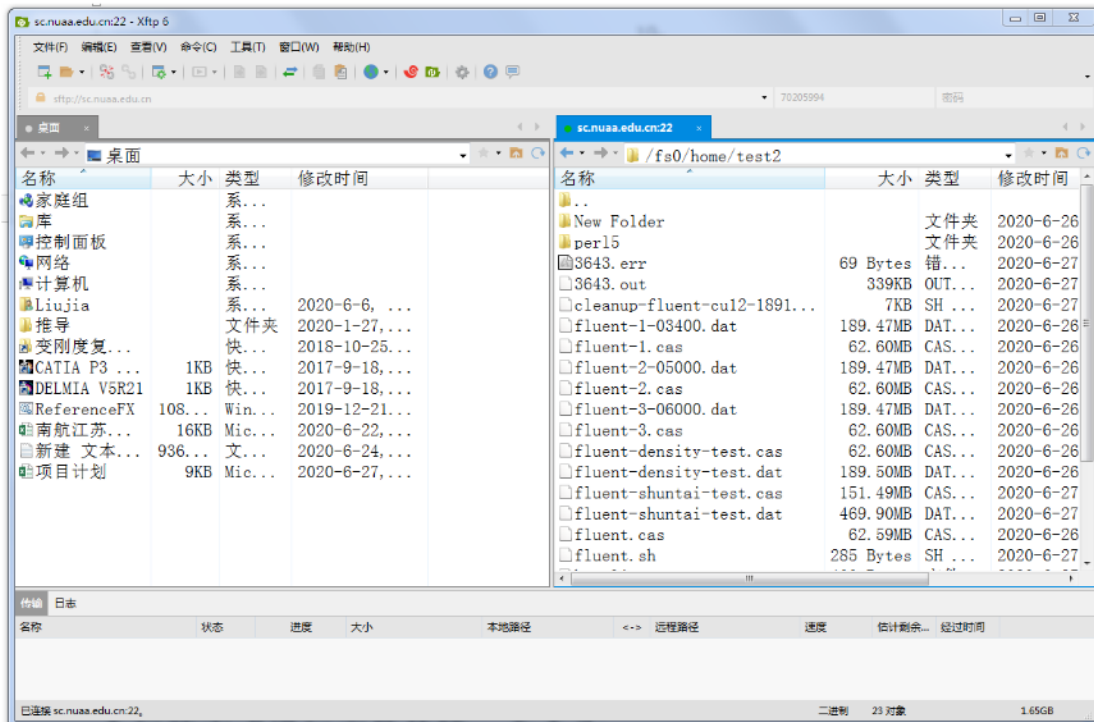 sc.nuaa.edu.cn:22 - Xftp 6
文件(F) 编辑(E) 查看(V) 命令(C) 工具(T) 窗口(W) 帮助(H)
sftp://sc.nuaa.edu.cn 70205994 密码
桌面 × sc.nuaa.edu.cn:22 ×
桌面 /fs0/home/test2
名称 大小 类型 修改时间 名称 大小 类型 修改时间
家庭组 系... ..
库 系... New Folder 文件夹 2020-6-26
控制面板 系... perl5 文件夹 2020-6-26
网络 系... 3643.err 69 Bytes 错... 2020-6-27
计算机 系... 3643.out 339KB OUT... 2020-6-27
Liujia 系... 2020-6-6, ... cleanup-fluent-cu12-1891... 7KB SH ... 2020-6-27
推导 文件夹 2020-1-27,... fluent-1-03400.dat 189.47MB DAT... 2020-6-26
变刚度复... 快... 2018-10-25... fluent-1.cas 62.60MB CAS... 2020-6-26
CATIA P3 ... 1KB 快... 2017-9-18,... fluent-2-05000.dat 189.47MB DAT... 2020-6-26
DELMIA V5R21 1KB 快... 2017-9-18,... fluent-2.cas 62.60MB CAS... 2020-6-26
ReferenceFX 108... Win... 2019-12-21... fluent-3-06000.dat 189.47MB DAT... 2020-6-26
南航江苏... 16KB Mic... 2020-6-22,... fluent-3.cas 62.60MB CAS... 2020-6-26
新建 文本... 936... 文... 2020-6-24,... fluent-density-test.cas 62.60MB CAS... 2020-6-26
项目计划 9KB Mic... 2020-6-27,... fluent-density-test.dat 189.50MB DAT... 2020-6-26
fluent-shuntai-test.cas 151.49MB CAS... 2020-6-27
fluent-shuntai-test.dat 469.90MB DAT... 2020-6-27
fluent.cas 62.59MB CAS... 2020-6-26
fluent.sh 285 Bytes SH ... 2020-6-27
传输 日志
名称 状态 进度 大小 本地路径 <-> 远程路径 速度 估计剩余... 经过时间
已连接 sc.nuaa.edu.cn:22。 二进制 23 对象 1.65GB